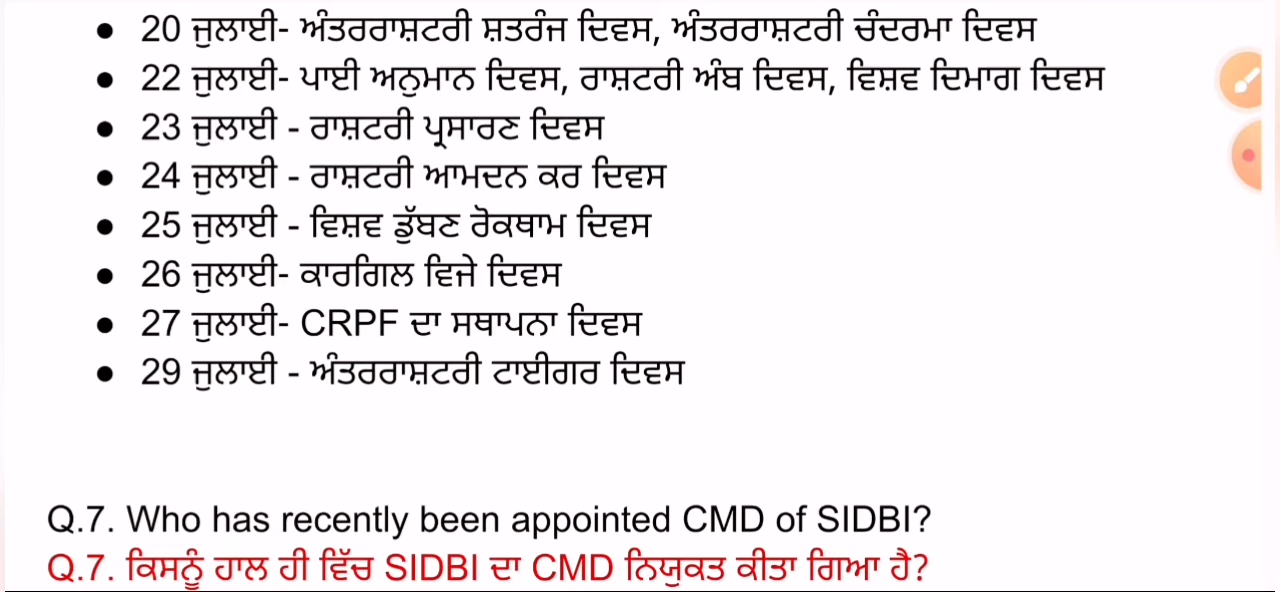 ● 20 ਜੁਲਾਈ- ਅੰਤਰਰਾਸ਼ਟਰੀ ਸ਼ਤਰੰਜ ਦਿਵਸ, ਅੰਤਰਰਾਸ਼ਟਰੀ ਚੰਦਰਮਾ ਦਿਵਸ
● 22 ਜੁਲਾਈ- ਪਾਈ ਅਨੁਮਾਨ ਦਿਵਸ, ਰਾਸ਼ਟਰੀ ਅੰਬ ਦਿਵਸ, ਵਿਸ਼ਵ ਦਿਮਾਗ ਦਿਵਸ
● 23 ਜੁਲਾਈ - ਰਾਸ਼ਟਰੀ ਪ੍ਰਸਾਰਣ ਦਿਵਸ
● 24 ਜੁਲਾਈ - ਰਾਸ਼ਟਰੀ ਆਮਦਨ ਕਰ ਦਿਵਸ
● 25 ਜੁਲਾਈ - ਵਿਸ਼ਵ ਡੁੱਬਣ ਰੋਕਥਾਮ ਦਿਵਸ
● 26 ਜੁਲਾਈ- ਕਾਰਗਿਲ ਵਿਜੇ ਦਿਵਸ
● 27 ਜੁਲਾਈ- CRPF ਦਾ ਸਥਾਪਨਾ ਦਿਵਸ
● 29 ਜੁਲਾਈ - ਅੰਤਰਰਾਸ਼ਟਰੀ ਟਾਈਗਰ ਦਿਵਸ
Q.7. Who has recently been appointed CMD of SIDBI?
Q.7. ਕਿਸਨੂੰ ਹਾਲ ਹੀ ਵਿੱਚ SIDBI ਦਾ CMD ਨਿਯੁਕਤ ਕੀਤਾ ਗਿਆ ਹੈ?